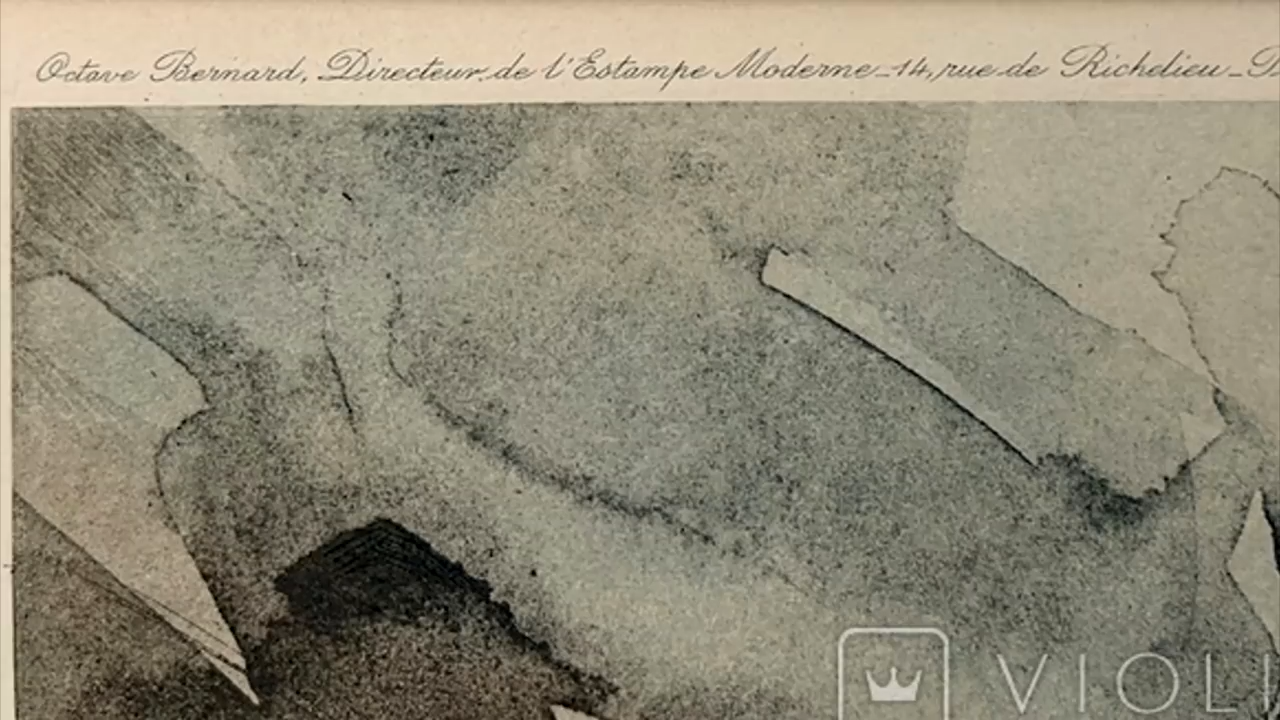 Octave Bernard, Directeur de l'Estampe Moderne_14, rue de Richelieu_
VIOLI